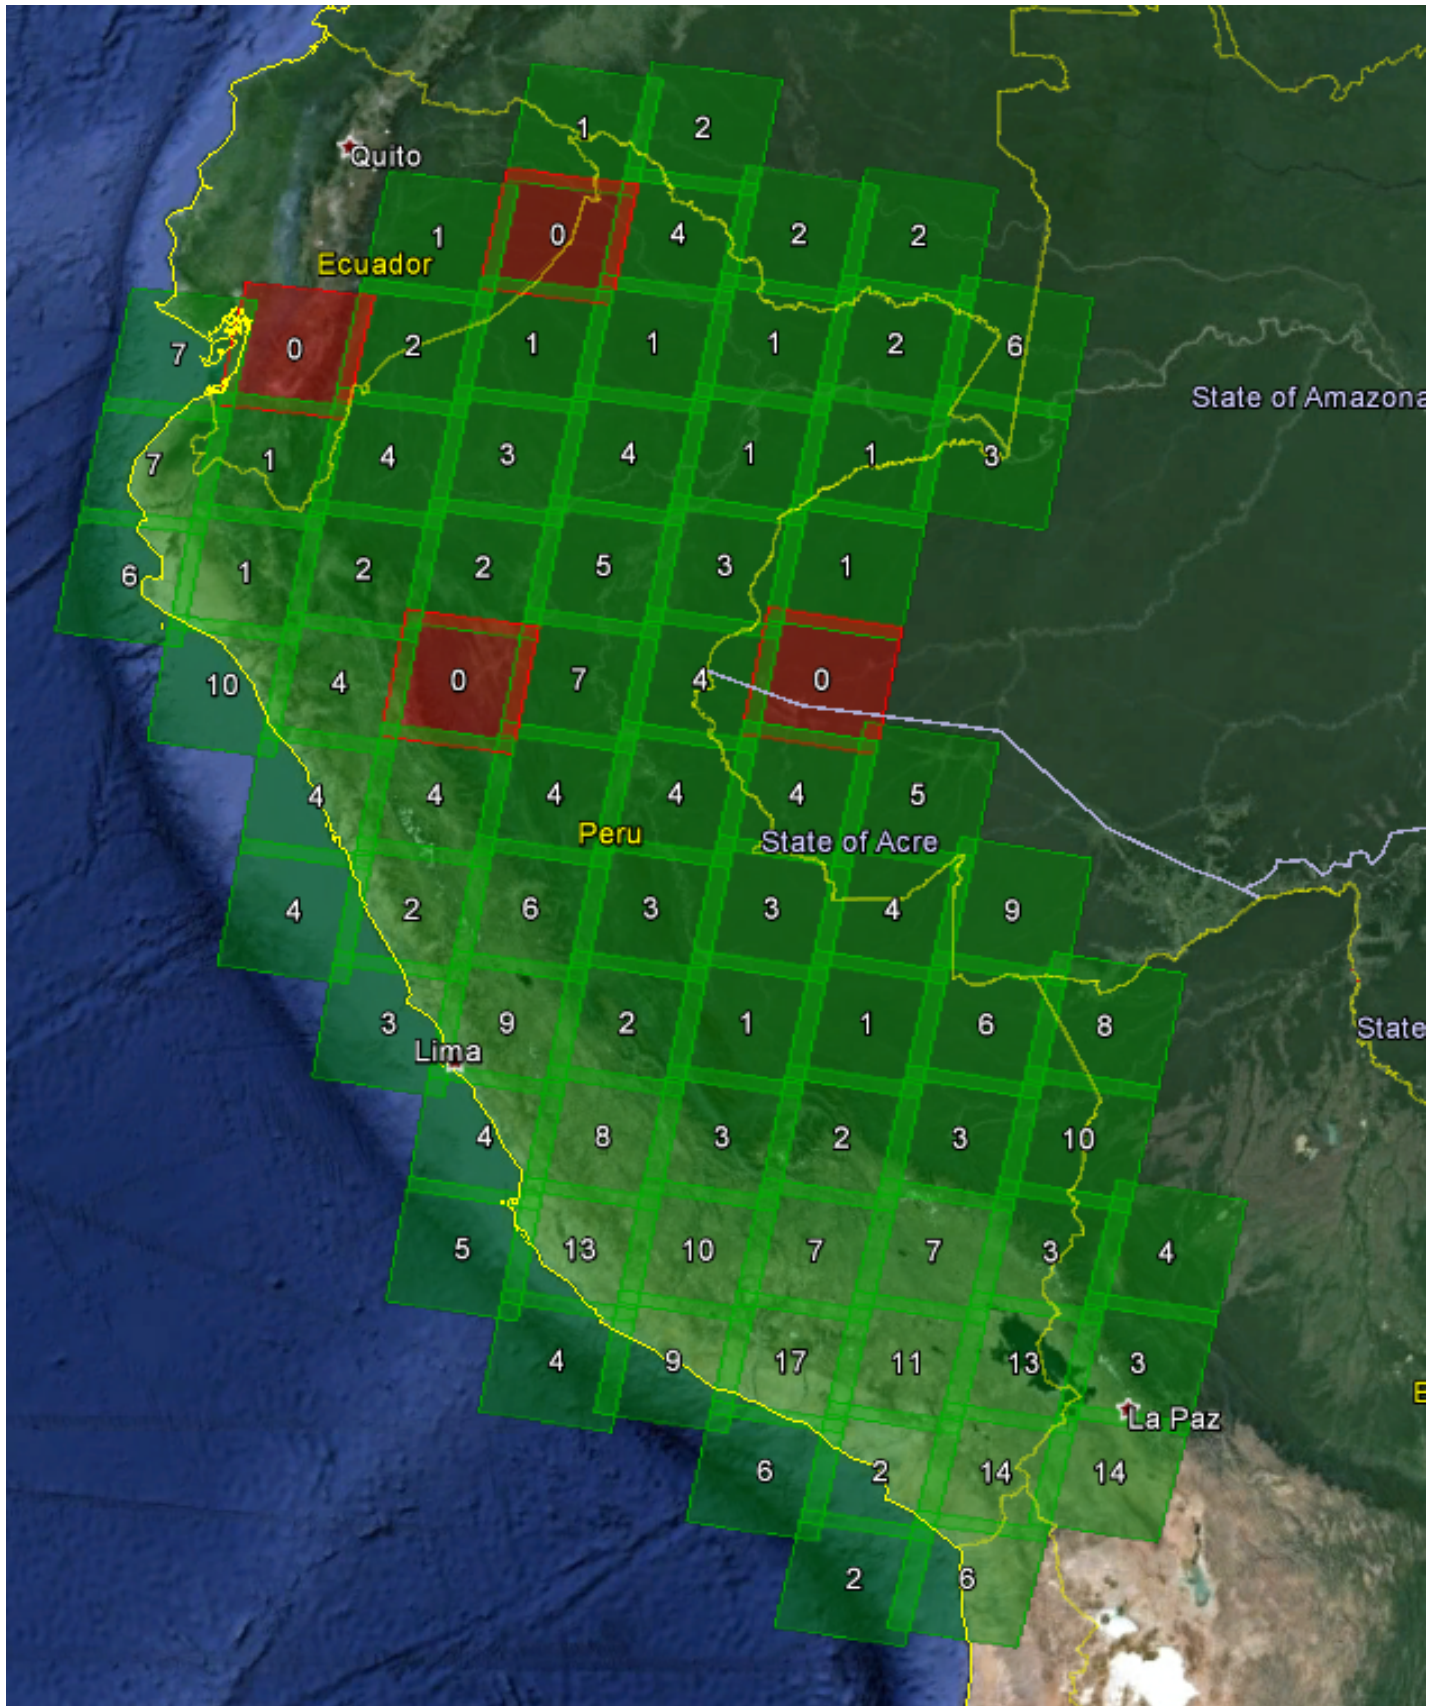 1 2
Quito
1 0 4 2 2
Ecuador
7 0 2 1 1 1 2 6
State of Amazona
7 1 4 3 4 1 1 3
6 1 2 2 5 3 1
10 4 0 7 4 0
4 4 4 4 4 5
Peru State of Acre
4 2 6 3 3 4 9
3 9 2 1 1 6 8
State
Lima
4 8 3 2 3 10
5 13 10 7 7 3 4
4 9 17 11 13 3
La Paz
6 2 14 14
2 6